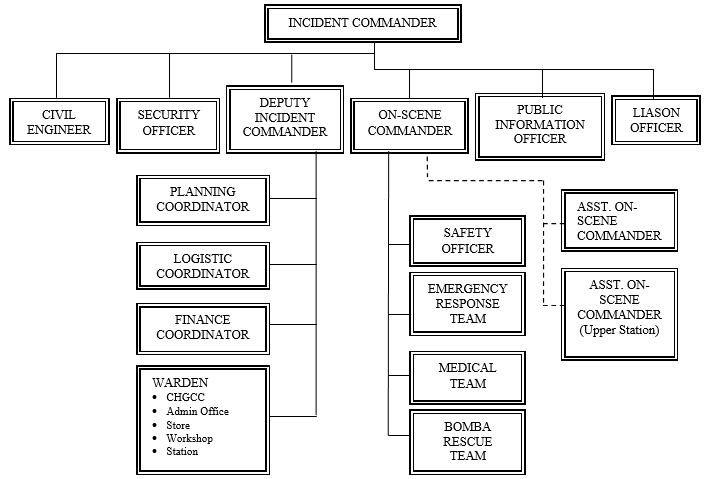 INCIDENT COMMANDER
CIVIL
ENGINEER
SECURITY
OFFICER
DEPUTY
INCIDENT
COMMANDER
ON-SCENE
COMMANDER
PUBLIC
INFORMATION
OFFICER
LIASON
OFFICER
PLANNING
COORDINATOR
LOGISTIC
COORDINATOR
FINANCE
COORDINATOR
WARDEN
• CHGCC
• Admin Office
• Store
• Workshop
• Station
SAFETY
OFFICER
EMERGENCY
RESPONSE
TEAM
MEDICAL
TEAM
BOMBA
RESCUE
TEAM
ASST. ON-
SCENE
COMMANDER
ASST. ON-
SCENE
COMMANDER
(Upper Station)